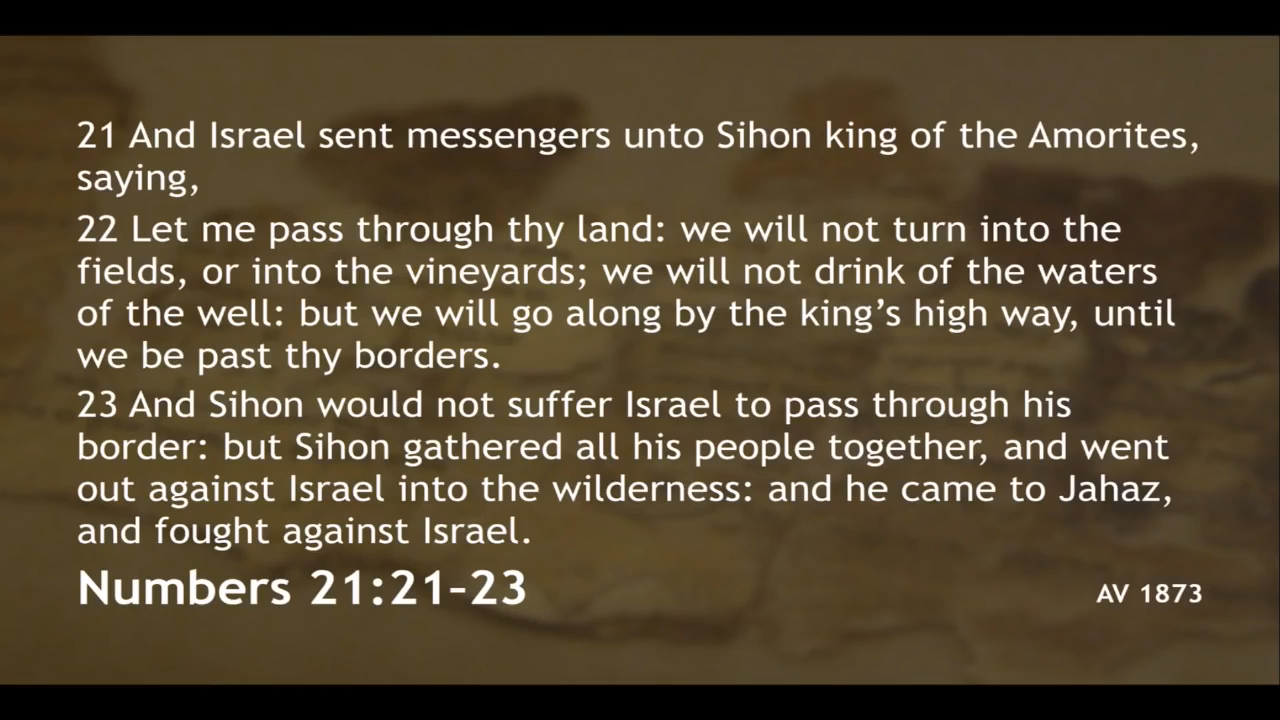 21 And Israel sent messengers unto Sihon king of the Amorites,
saying,
22 Let me pass through thy land: we will not turn into the
fields, or into the vineyards; we will not drink of the waters
of the well: but we will go along by the king’s high way, until
we be past thy borders.
23 And Sihon would not suffer Israel to pass through his
border: but Sihon gathered all his people together, and went
out against Israel into the wilderness: and he came to Jahaz,
and fought against Israel.
Numbers 21:21–23
AV 1873